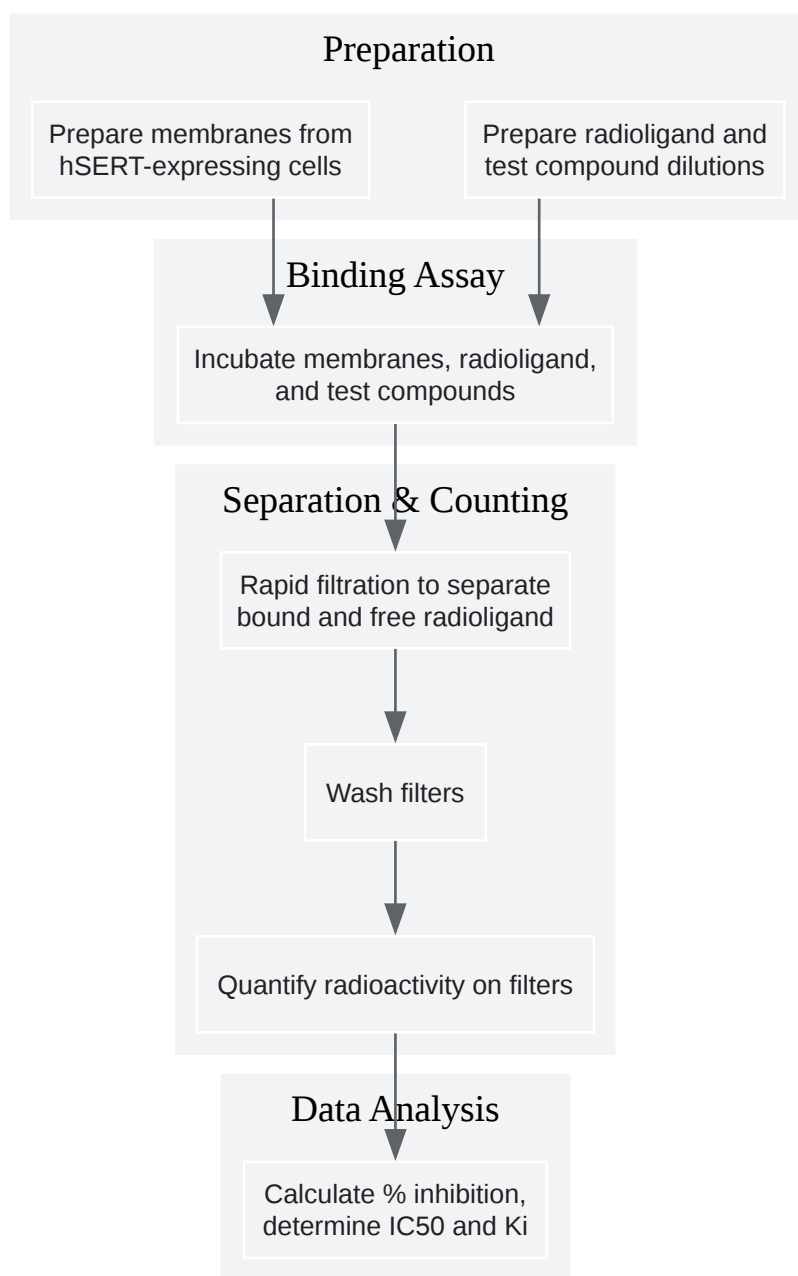 Preparation
Prepare membranes from
hSERT-expressing cells
Prepare radioligand and
test compound dilutions
Binding Assay
Incubate membranes, radioligand,
and test compounds
Separation & Counting
Rapid filtration to separate
bound and free radioligand
Wash filters
Quantify radioactivity on filters
Data Analysis
Calculate % inhibition,
determine IC50 and Ki